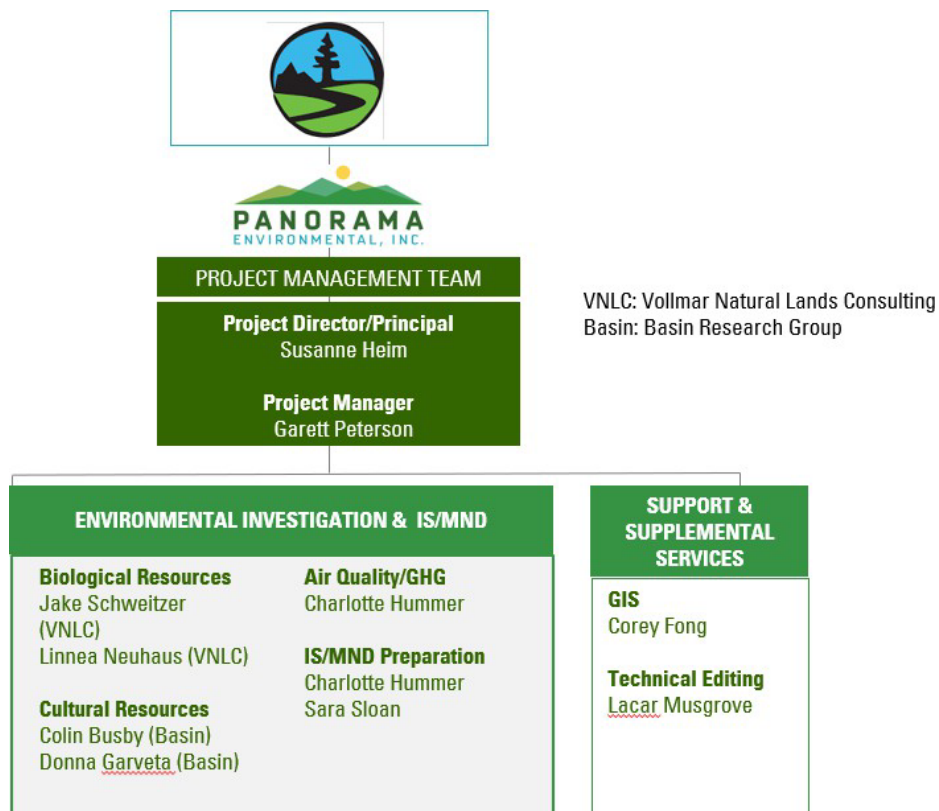 PANORAMA
ENVIRONMENTAL, INC.
PROJECT MANAGEMENT TEAM
Project Director/Principal
Susanne Heim
Project Manager
Garett Peterson
VNLC: Vollmar Natural Lands Consulting
Basin: Basin Research Group
ENVIRONMENTAL INVESTIGATION & IS/MND
Biological Resources
Jake Schweitzer
(VNLC)
Linnea Neuhaus (VNLC)
Cultural Resources
Colin Busby (Basin)
Donna Garveta (Basin)
Air Quality/GHG
Charlotte Hummer
IS/MND Preparation
Charlotte Hummer
Sara Sloan
SUPPORT &
SUPPLEMENTAL
SERVICES
GIS
Corey Fong
Technical Editing
Lacar Musgrove